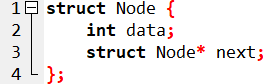 1 struct Node {
2     int data;
3     struct Node* next;
4 };